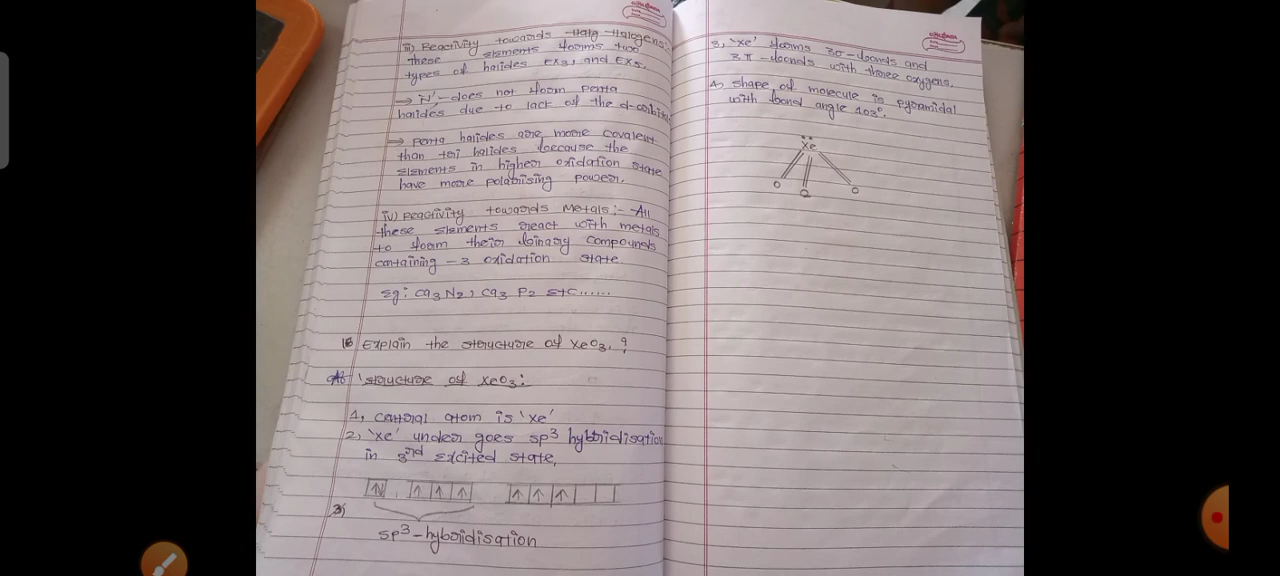 iii) Reactivity towards Halg Halogens:
these elements forms two
types of halides EX3, and EX5.
→ 'N' - does not form penta
halides due to lack of the d-orbitals
→ penta halides are more covalent
than tri halides because the
elements in higher oxidation state
have more polarising power.
iv) Reactivity towards metals:- All
these elements react with metals
to form their binary compounds
containing -3 oxidation state
Eg: Ca3 N2, Ca3 P2 etc......
16 Explain the structure of XeO3, ?
structure of XeO3:
1, central atom is 'Xe'
2, 'Xe' under goes sp3 hybridisation
in 3rd excited state,
3)
sp3-hybridisation
3, 'Xe' forms 3σ-bonds and
3π-bonds with three oxygens.
4, shape of molecule is pyramidal
with bond angle 103°.
Xe
O O O